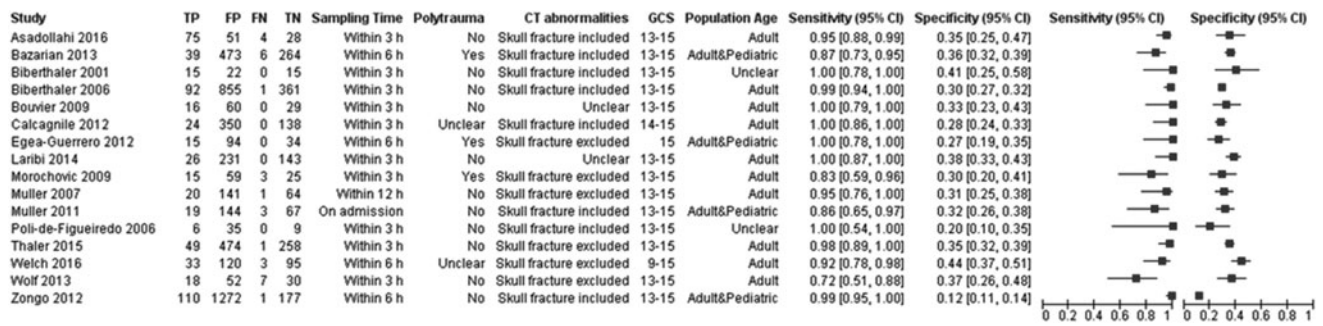 Study TP FP FN TN Sampling Time Polytrauma CT abnormalities GCS Population Age Sensitivity (95% CI) Specificity (95% CI) Sensitivity (95% CI) Specificity (95% CI)
Asadollahi 2016 75 51 4 28 Within 3 h No Skull fracture included 13-15 Adult 0.95 [0.88, 0.99] 0.35 [0.25, 0.47]
Bazarian 2013 39 473 6 264 Within 6 h Yes Skull fracture included 13-15 Adult&Pediatric 0.87 [0.73, 0.95] 0.36 [0.32, 0.39]
Biberthaler 2001 15 22 0 15 Within 3 h No Skull fracture included 13-15 Unclear 1.00 [0.78, 1.00] 0.41 [0.25, 0.58]
Biberthaler 2006 92 855 1 361 Within 3 h No Skull fracture included 13-15 Adult 0.99 [0.94, 1.00] 0.30 [0.27, 0.32]
Bouvier 2009 16 60 0 29 Within 3 h No Unclear 13-15 Adult 1.00 [0.79, 1.00] 0.33 [0.23, 0.43]
Calcagnile 2012 24 350 0 138 Within 3 h Unclear Skull fracture included 14-15 Adult 1.00 [0.86, 1.00] 0.28 [0.24, 0.33]
Egea-Guerrero 2012 15 94 0 34 Within 6 h Yes Skull fracture excluded 15 Adult&Pediatric 1.00 [0.78, 1.00] 0.27 [0.19, 0.35]
Laribi 2014 26 231 0 143 Within 3 h No Unclear 13-15 Adult 1.00 [0.87, 1.00] 0.38 [0.33, 0.43]
Morochovic 2009 15 59 3 25 Within 3 h Yes Skull fracture excluded 13-15 Adult 0.83 [0.59, 0.96] 0.30 [0.20, 0.41]
Muller 2007 20 141 1 64 Within 12 h No Skull fracture excluded 13-15 Adult 0.95 [0.76, 1.00] 0.31 [0.25, 0.38]
Muller 2011 19 144 3 67 On admission No Skull fracture included 13-15 Adult&Pediatric 0.86 [0.65, 0.97] 0.32 [0.26, 0.38]
Poli-de-Figueiredo 2006 6 35 0 9 Within 3 h No Skull fracture included 13-15 Unclear 1.00 [0.54, 1.00] 0.20 [0.10, 0.35]
Thaler 2015 49 474 1 258 Within 3 h No Skull fracture excluded 13-15 Adult 0.98 [0.89, 1.00] 0.35 [0.32, 0.39]
Welch 2016 33 120 3 95 Within 6 h Unclear Skull fracture included 9-15 Adult 0.92 [0.78, 0.98] 0.44 [0.37, 0.51]
Wolf 2013 18 52 7 30 Within 3 h No Skull fracture excluded 13-15 Adult 0.72 [0.51, 0.88] 0.37 [0.26, 0.48]
Zongo 2012 110 1272 1 177 Within 6 h No Skull fracture included 13-15 Adult&Pediatric 0.99 [0.95, 1.00] 0.12 [0.11, 0.14]
0 0.2 0.4 0.6 0.8 1 0 0.2 0.4 0.6 0.8 1